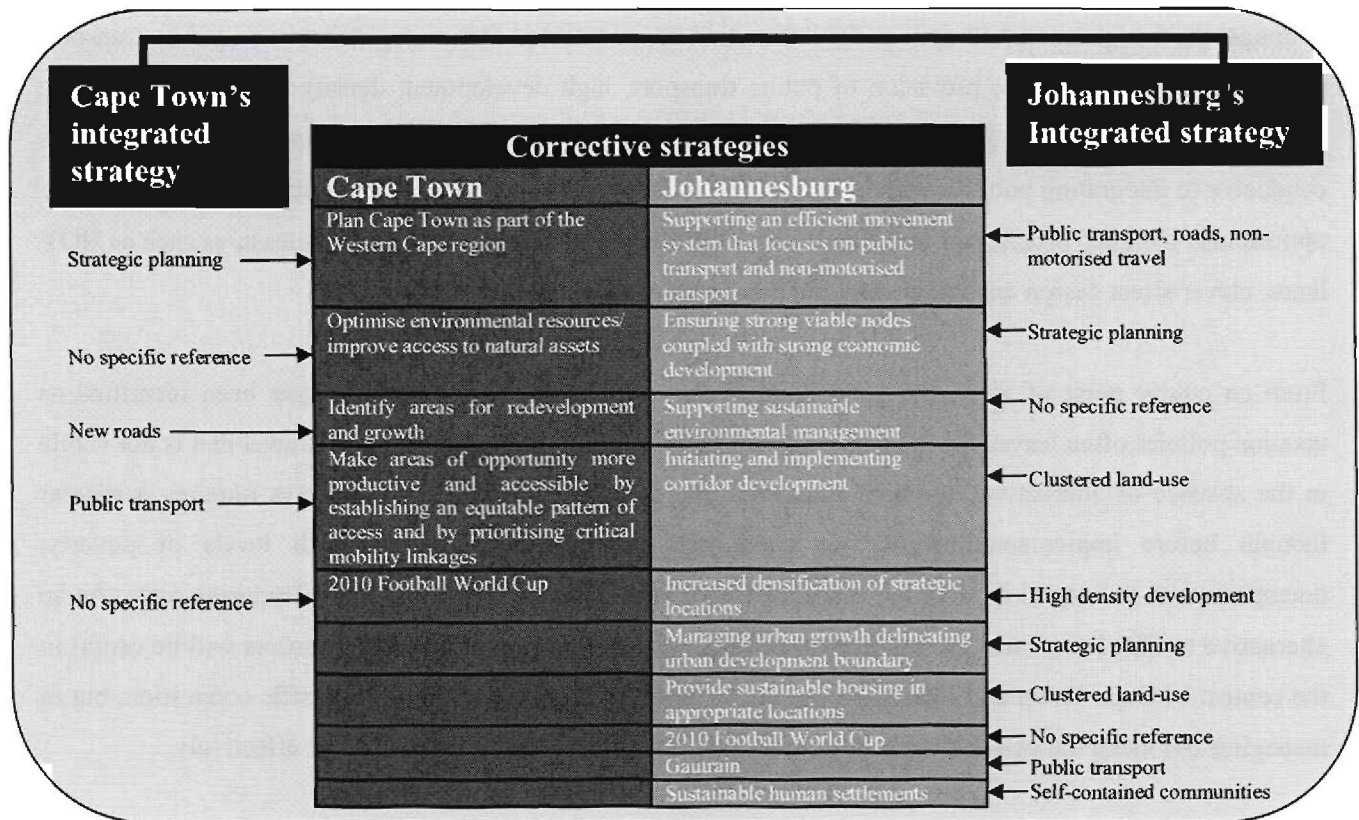 Cape Town's
integrated
strategy
Johannesburg's
Integrated strategy
Corrective strategies
Cape Town
Johannesburg
Strategic planning
Plan Cape Town as part of the
Western Cape region
Supporting an efficient movement
system that focuses on public
transport and non-motorised
transport
Public transport, roads, non-
motorised travel
No specific reference
Optimise environmental resources/
improve access to natural assets
Ensuring strong viable nodes
coupled with strong economic
development
Strategic planning
New roads
Identify areas for redevelopment
and growth
Supporting sustainable
environmental management
No specific reference
Public transport
Make areas of opportunity more
productive and accessible by
establishing an equitable pattern of
access and by prioritising critical
mobility linkages
Initiating and implementing
corridor development
Clustered land-use
No specific reference
2010 Football World Cup
Increased densification of strategic
locations
High density development
Managing urban growth delineating
urban development boundary
Strategic planning
Provide sustainable housing in
appropriate locations
Clustered land-use
2010 Football World Cup
No specific reference
Gautrain
Public transport
Sustainable human settlements
Self-contained communities